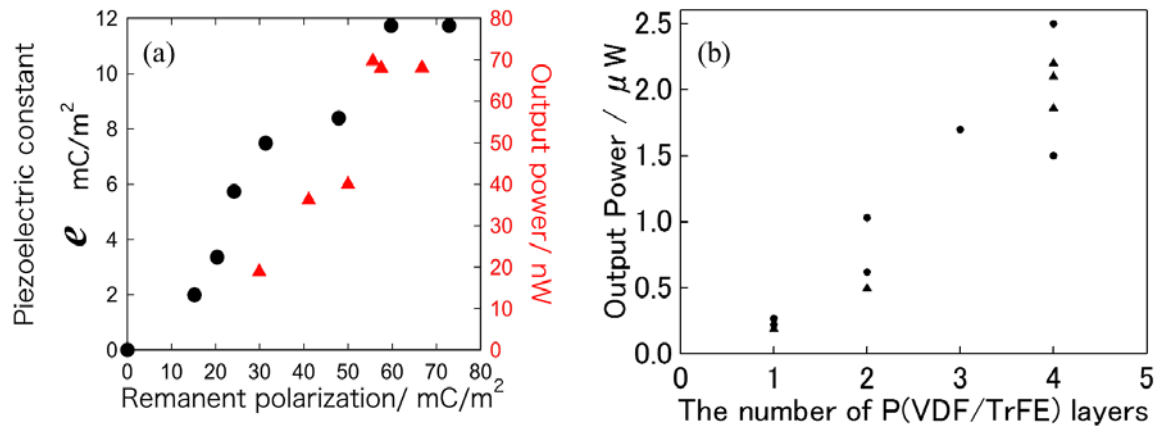 (a)
Piezoelectric constant
e mC/m²
12
10
8
6
4
2
0
0 10 20 30 40 50 60 70 80
Remanent polarization/ mC/m²
80
70
60
50
40
30
20
10
0
Output power/ nW
(b)
Output Power / μW
2.5
2.0
1.5
1.0
0.5
0.0
0 1 2 3 4 5
The number of P(VDF/TrFE) layers